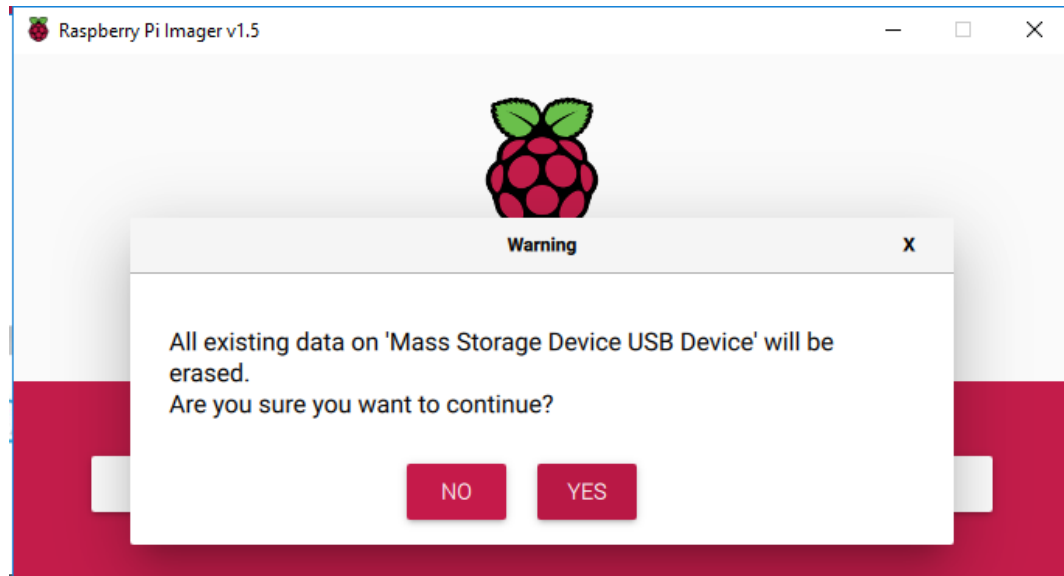 Raspberry Pi Imager v1.5
Warning
X
All existing data on 'Mass Storage Device USB Device' will be
erased.
Are you sure you want to continue?
NO
YES